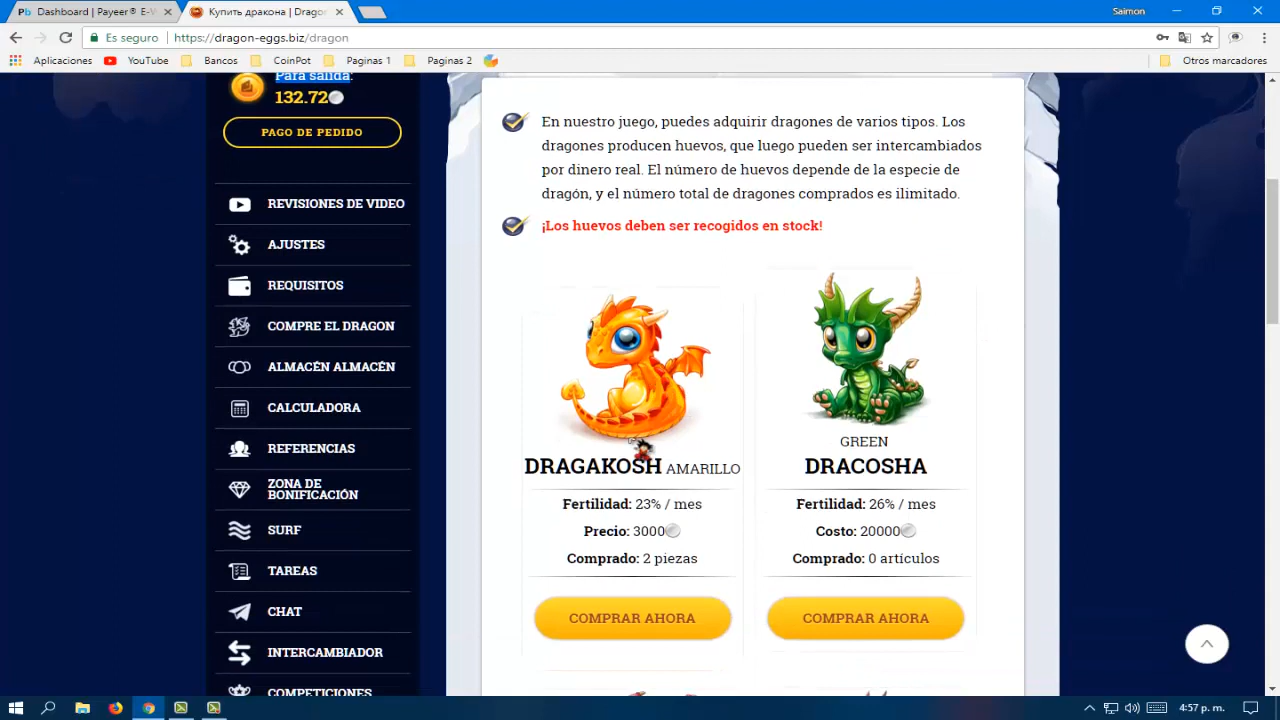 Dashboard | Payeer® E-W
Купить дракона | Drago
Saimon
Es seguro
https://dragon-eggs.biz/dragon
Aplicaciones
YouTube
Bancos
CoinPot
Paginas 1
Paginas 2
Otros marcadores
Para salida:
132.72
PAGO DE PEDIDO
REVISIONES DE VIDEO
AJUSTES
REQUISITOS
COMPRE EL DRAGON
ALMACÉN ALMACÉN
CALCULADORA
REFERENCIAS
ZONA DE
BONIFICACIÓN
SURF
TAREAS
CHAT
INTERCAMBIADOR
COMPETICIONES
En nuestro juego, puedes adquirir dragones de varios tipos. Los
dragones producen huevos, que luego pueden ser intercambiados
por dinero real. El número de huevos depende de la especie de
dragón, y el número total de dragones comprados es ilimitado.
¡Los huevos deben ser recogidos en stock!
DRAGAKOSH AMARILLO
Fertilidad: 23% / mes
Precio: 3000
Comprado: 2 piezas
COMPRAR AHORA
GREEN
DRACOSHA
Fertilidad: 26% / mes
Costo: 20000
Comprado: 0 artículos
COMPRAR AHORA
4:57 p. m.